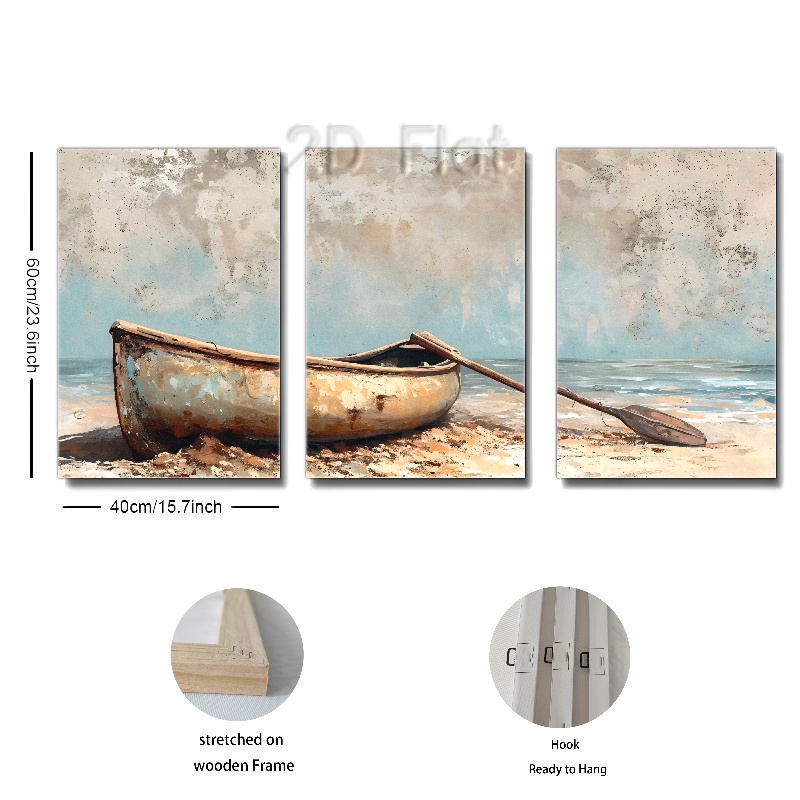 2D Flat
60cm/23.6inch
40cm/15.7inch
stretched on
wooden Frame
Hook
Ready to Hang